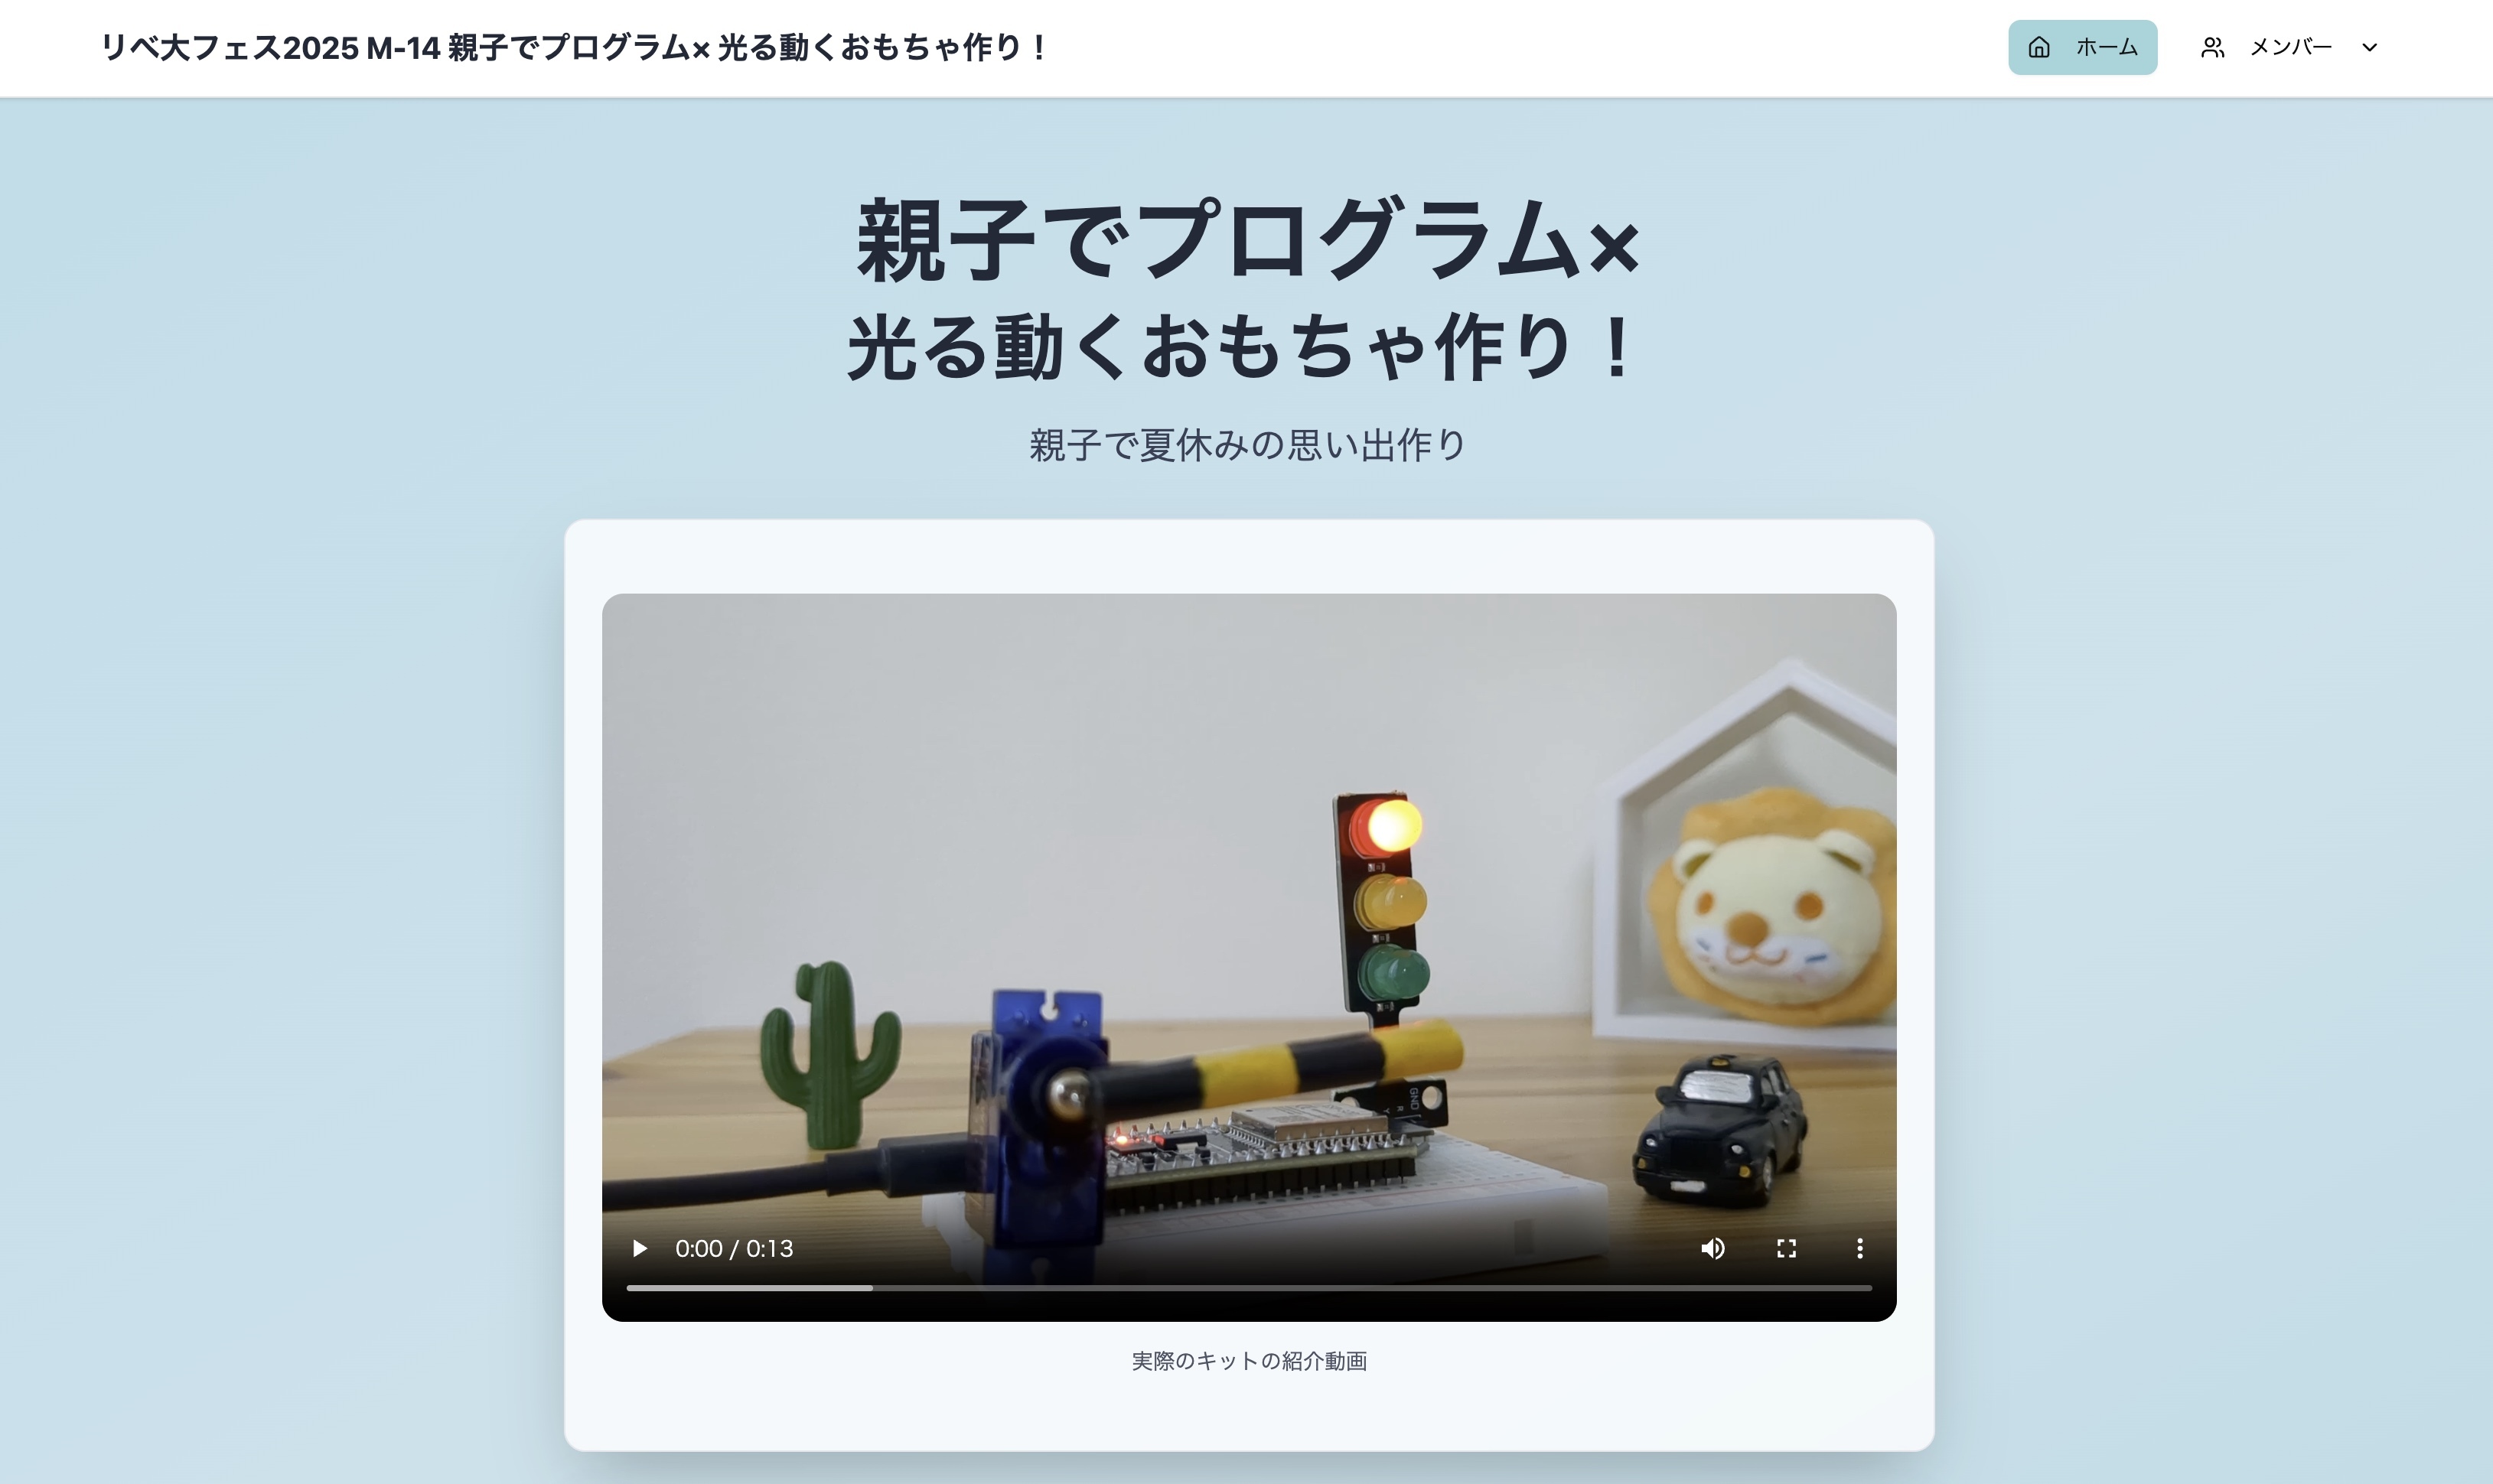 リベ大フェス2025 M-14 親子でプログラム× 光る動くおもちゃ作り！
ホーム
メンバー
親子でプログラム×
光る動くおもちゃ作り！
親子で夏休みの思い出作り
GND
R
Y
0:00 / 0:13
実際のキットの紹介動画